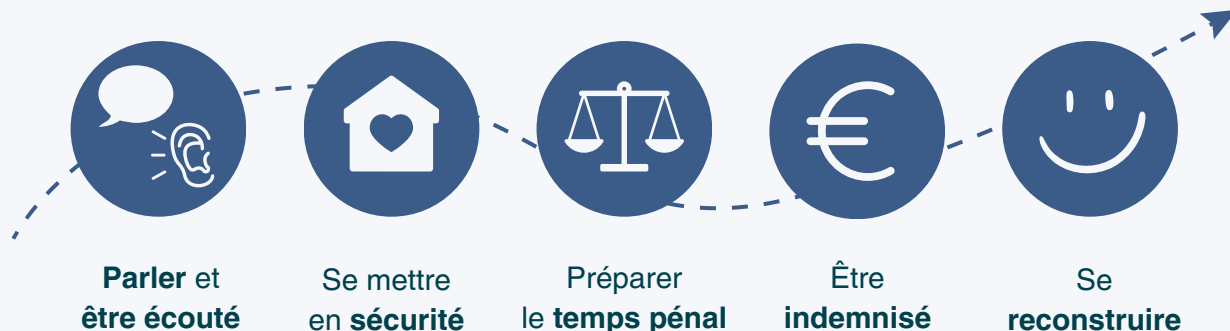 Parler et
être écouté
Se mettre
en sécurité
Préparer
le temps pénal
Être
indemnisé
Se
reconstruire